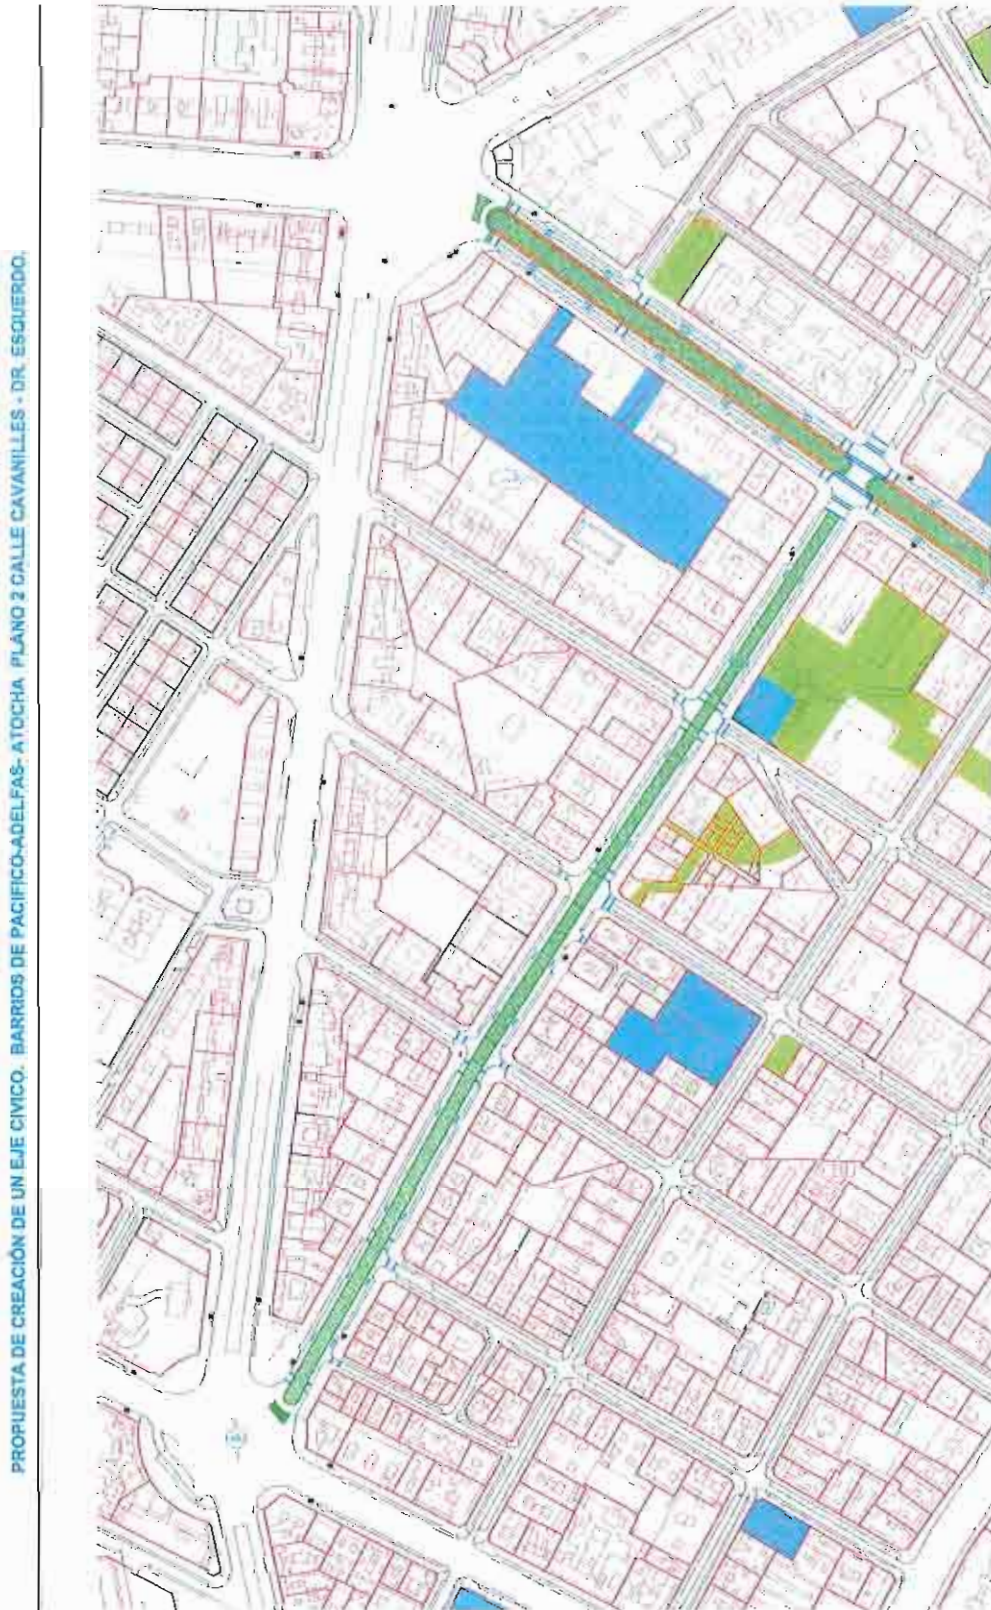 PROPUESTA DE CREACIÓN DE UN EJE CIVICO. BARRIOS DE PACIFICO-ADELFAS- ATOCHA PLANO 2 CALLE CAVANILLES - DR. ESQUERDO.